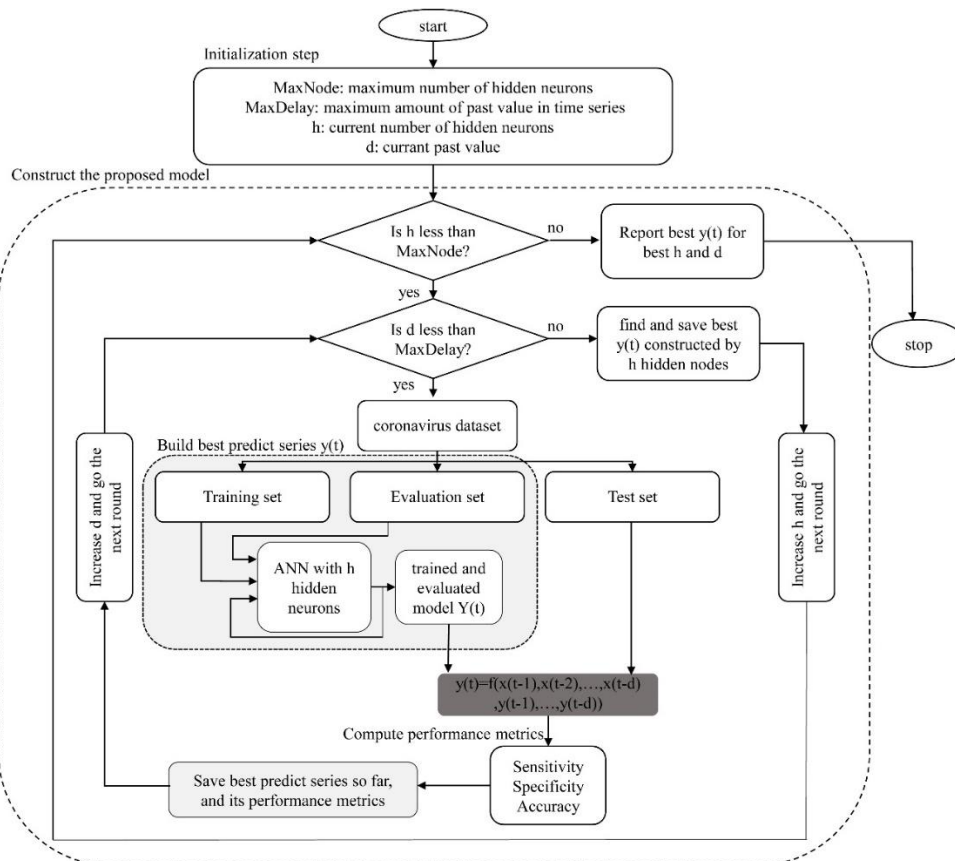 start
Initialization step
MaxNode: maximum number of hidden neurons
MaxDelay: maximum amount of past value in time series
h: current number of hidden neurons
d: currant past value
Construct the proposed model
Is h less than
MaxNode?
no
Report best y(t) for
best h and d
yes
Is d less than
MaxDelay?
no
find and save best
y(t) constructed by
h hidden nodes
stop
yes
coronavirus dataset
Build best predict series y(t)
Training set
Evaluation set
Test set
Increase d and go the
next round
Increase h and go the
next round
ANN with h
hidden
neurons
trained and
evaluated
model Y(t)
y(t)=f(x(t-1),x(t-2),…,x(t-d)
,y(t-1),…,y(t-d))
Compute performance metrics
Sensitivity
Specificity
Accuracy
Save best predict series so far,
and its performance metrics